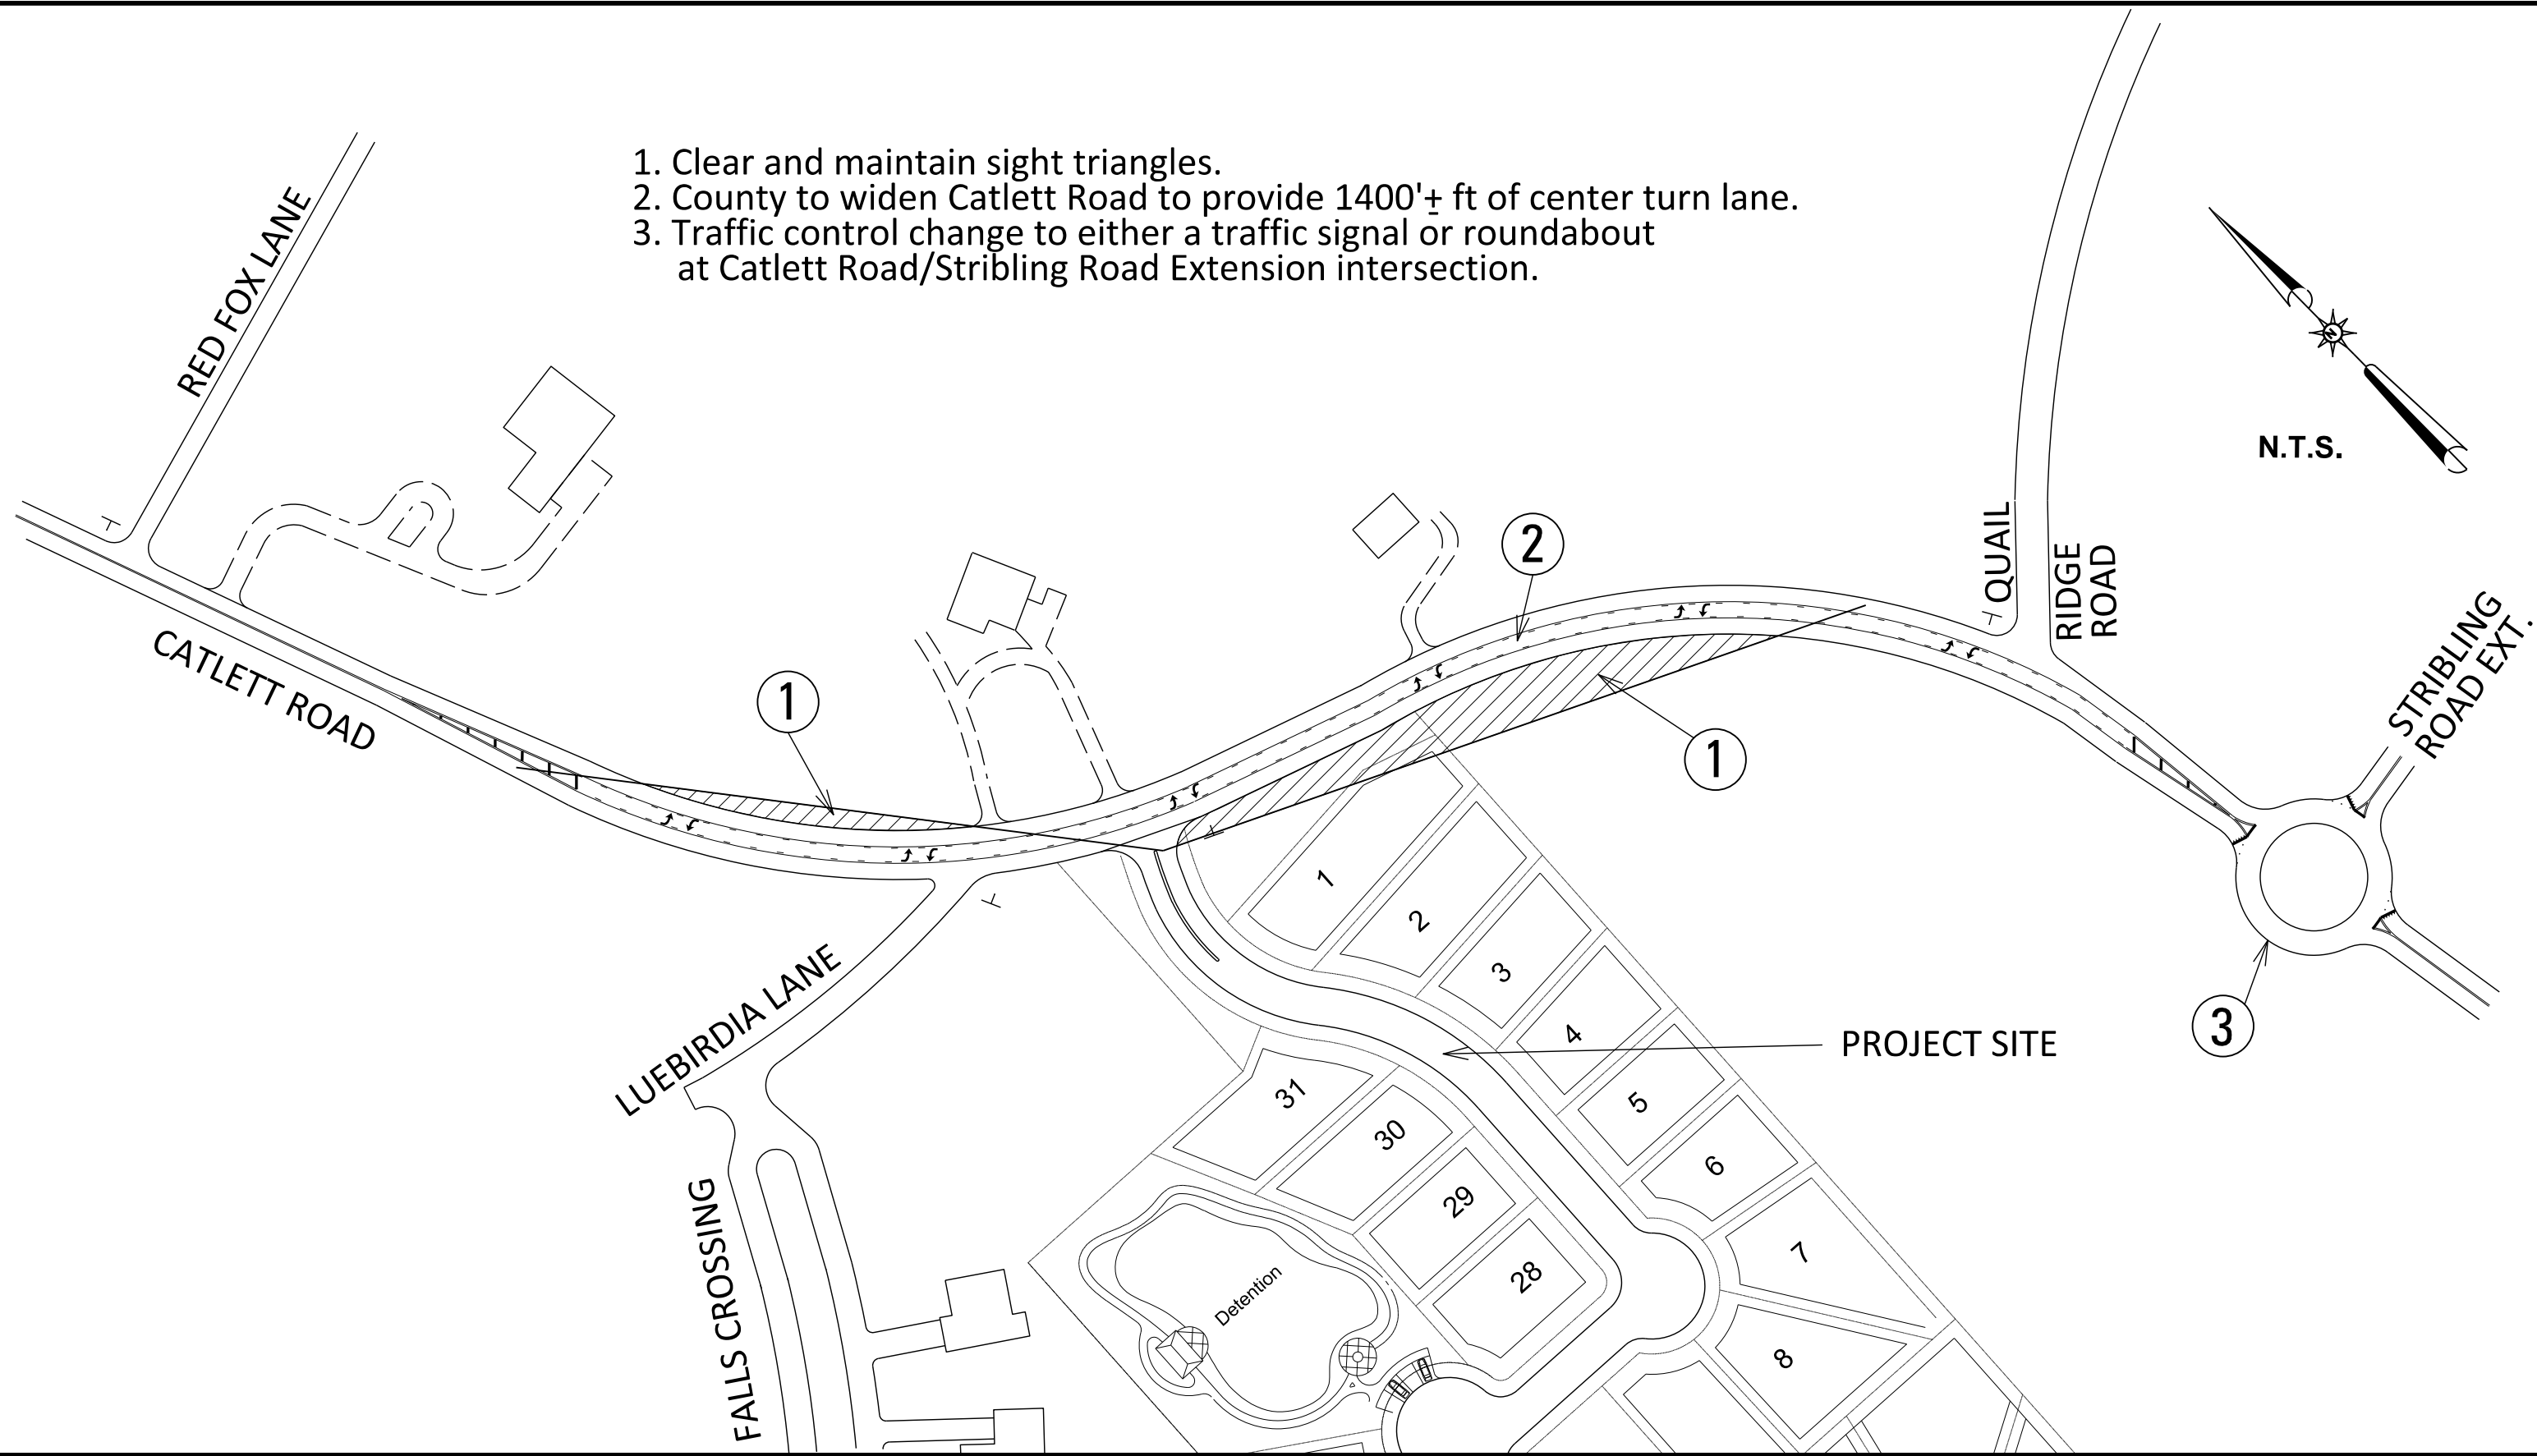 1. Clear and maintain sight triangles.
2. County to widen Catlett Road to provide 1400'± ft of center turn lane.
3. Traffic control change to either a traffic signal or roundabout
at Catlett Road/Stribling Road Extension intersection.
RED FOX LANE
N
N.T.S.
2
QUAIL
RIDGE
ROAD
STRIBLING
ROAD EXT.
CATLETT ROAD
1
1
1
2
3
LUEBIRDIA LANE
3
4
PROJECT SITE
31
5
30
6
29
7
FALLS CROSSING
Detention
28
8